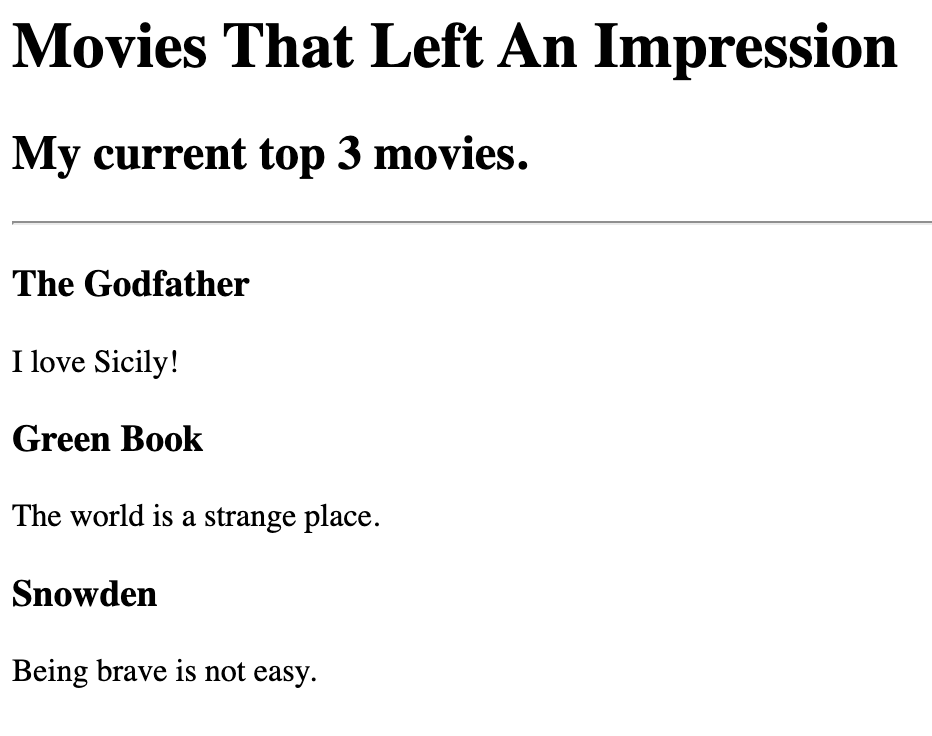 Movies That Left An Impression
My current top 3 movies.
The Godfather
I love Sicily!
Green Book
The world is a strange place.
Snowden
Being brave is not easy.